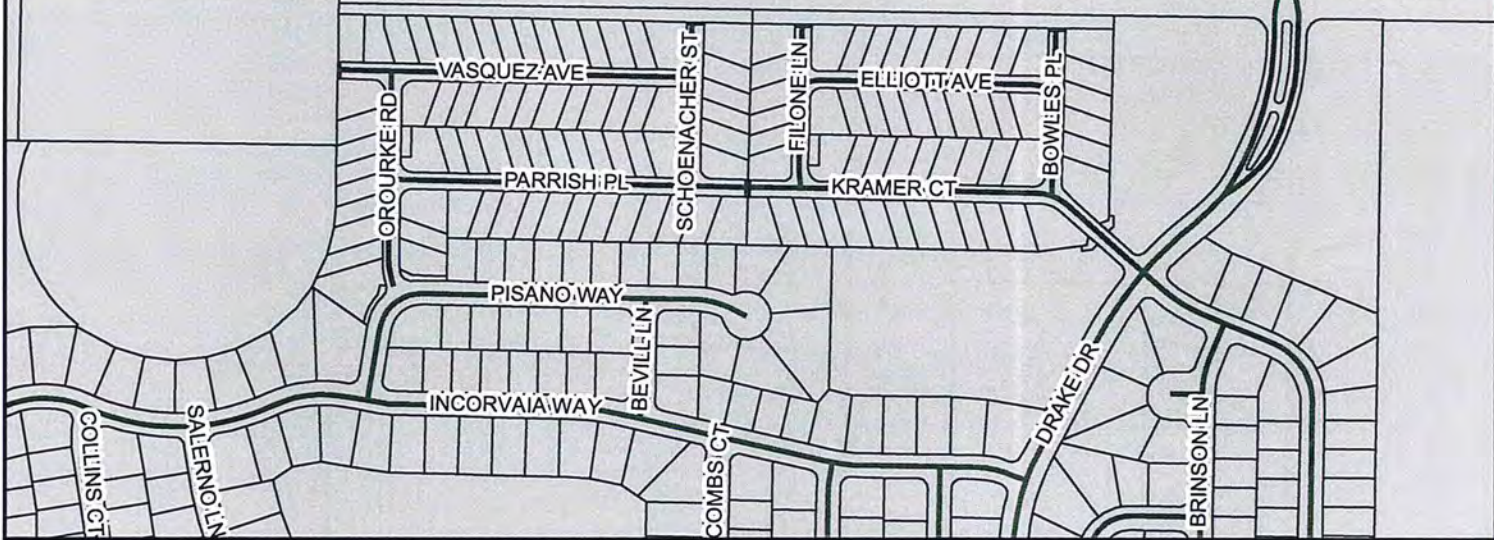 VASQUEZ AVE
SCHOENACHER ST
FILONE LN
ELLIOTT AVE
BOWLES PL
OROURKE RD
PARRISH PL
KRAMER CT
PISANO WAY
BEVILL LN
INCORVAIA WAY
DRAKE DR
COLLINS CT
SALERNO LN
COMBS CT
BRINSON LN